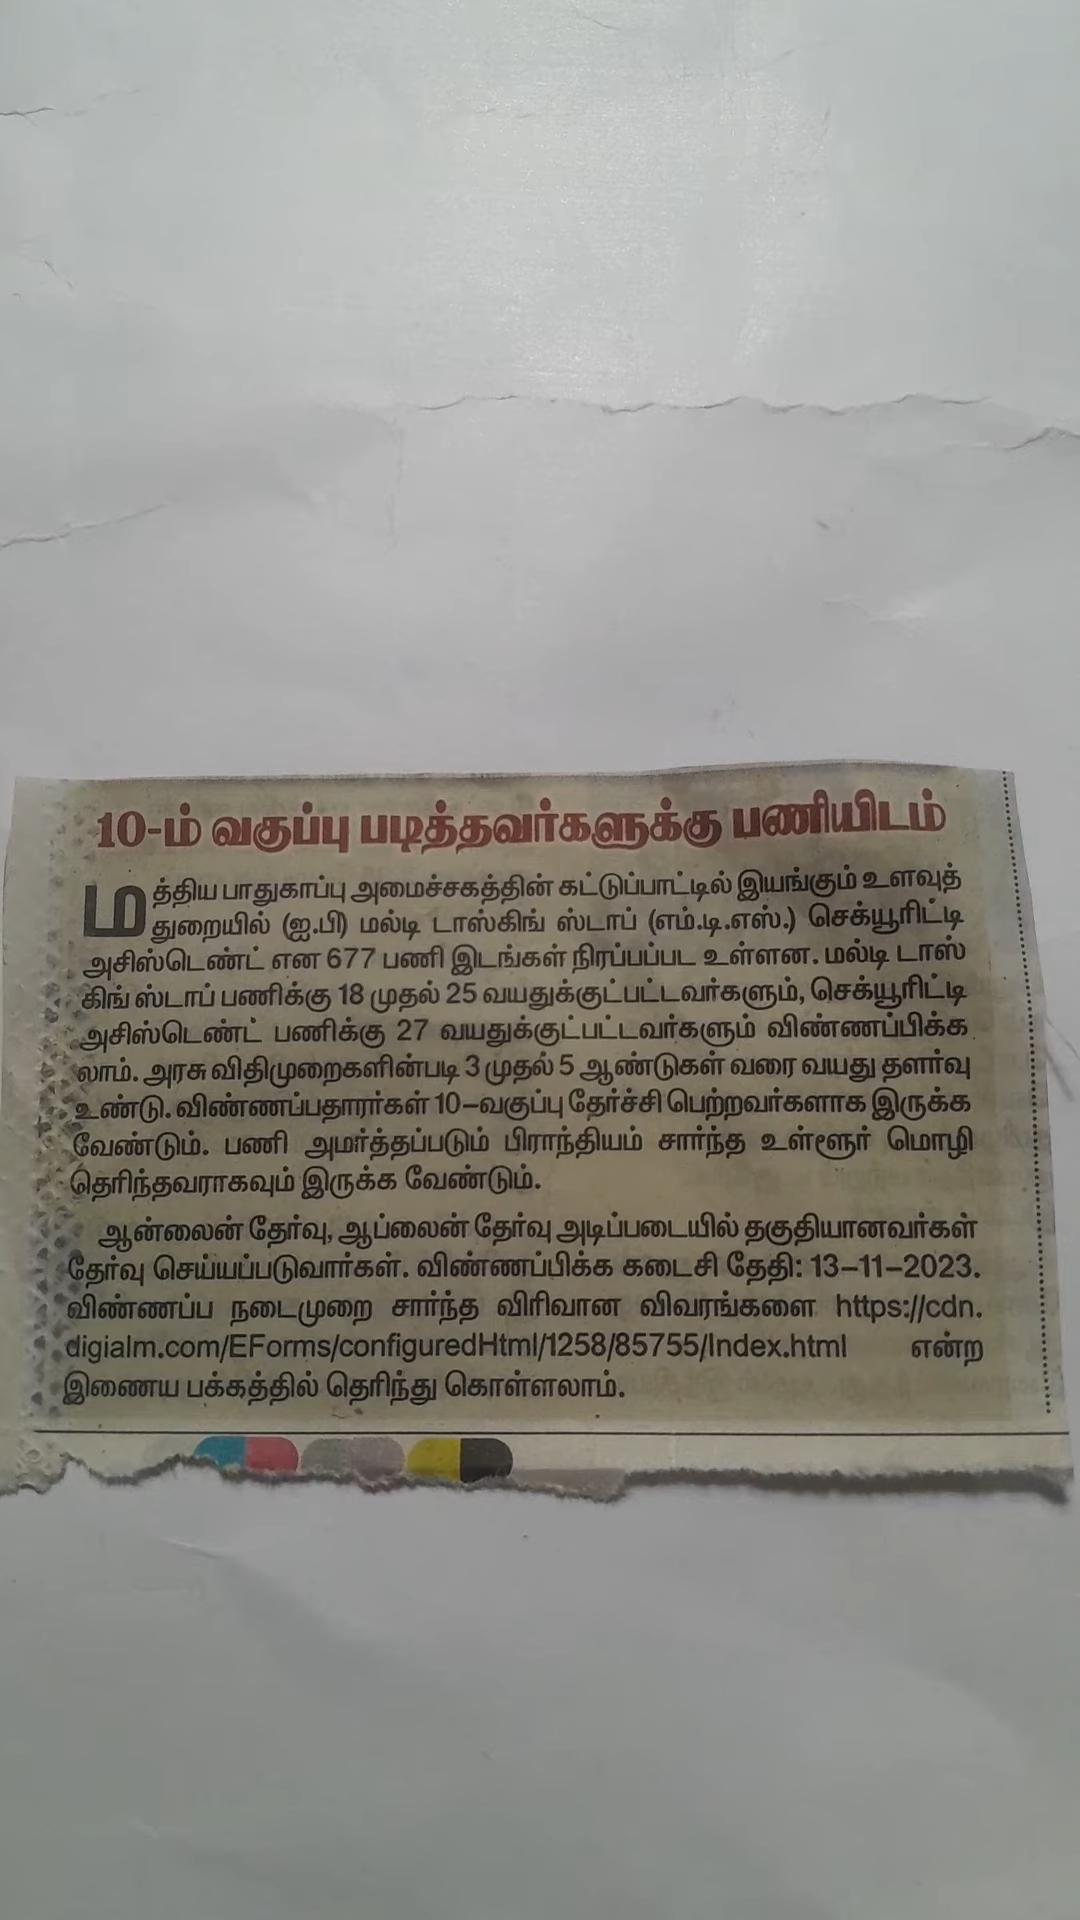 10-ம் வகுப்பு படித்தவர்களுக்கு பணியிடம்
மத்திய பாதுகாப்பு அமைச்சகத்தின் கட்டுப்பாட்டில் இயங்கும் உளவுத்
துறையில் (ஐ.பி) மல்டி டாஸ்கிங் ஸ்டாப் (எம்.டி.எஸ்.) செக்யூரிட்டி
அசிஸ்டெண்ட் என 677 பணி இடங்கள் நிரப்பப்பட உள்ளன. மல்டி டாஸ்
கிங் ஸ்டாப் பணிக்கு 18 முதல் 25 வயதுக்குட்பட்டவர்களும், செக்யூரிட்டி
அசிஸ்டெண்ட் பணிக்கு 27 வயதுக்குட்பட்டவர்களும் விண்ணப்பிக்க
லாம். அரசு விதிமுறைகளின்படி 3 முதல் 5 ஆண்டுகள் வரை வயது தளர்வு
உண்டு. விண்ணப்பதாரர்கள் 10-வகுப்பு தேர்ச்சி பெற்றவர்களாக இருக்க
வேண்டும். பணி அமர்த்தப்படும் பிராந்தியம் சார்ந்த உள்ளூர் மொழி
தெரிந்தவராகவும் இருக்க வேண்டும்.
ஆன்லைன் தேர்வு, ஆப்லைன் தேர்வு அடிப்படையில் தகுதியானவர்கள்
தேர்வு செய்யப்படுவார்கள். விண்ணப்பிக்க கடைசி தேதி: 13-11-2023.
விண்ணப்ப நடைமுறை சார்ந்த விரிவான விவரங்களை https://cdn.
digialm.com/EForms/configuredHtml/1258/85755/Index.html என்ற
இணைய பக்கத்தில் தெரிந்து கொள்ளலாம்.